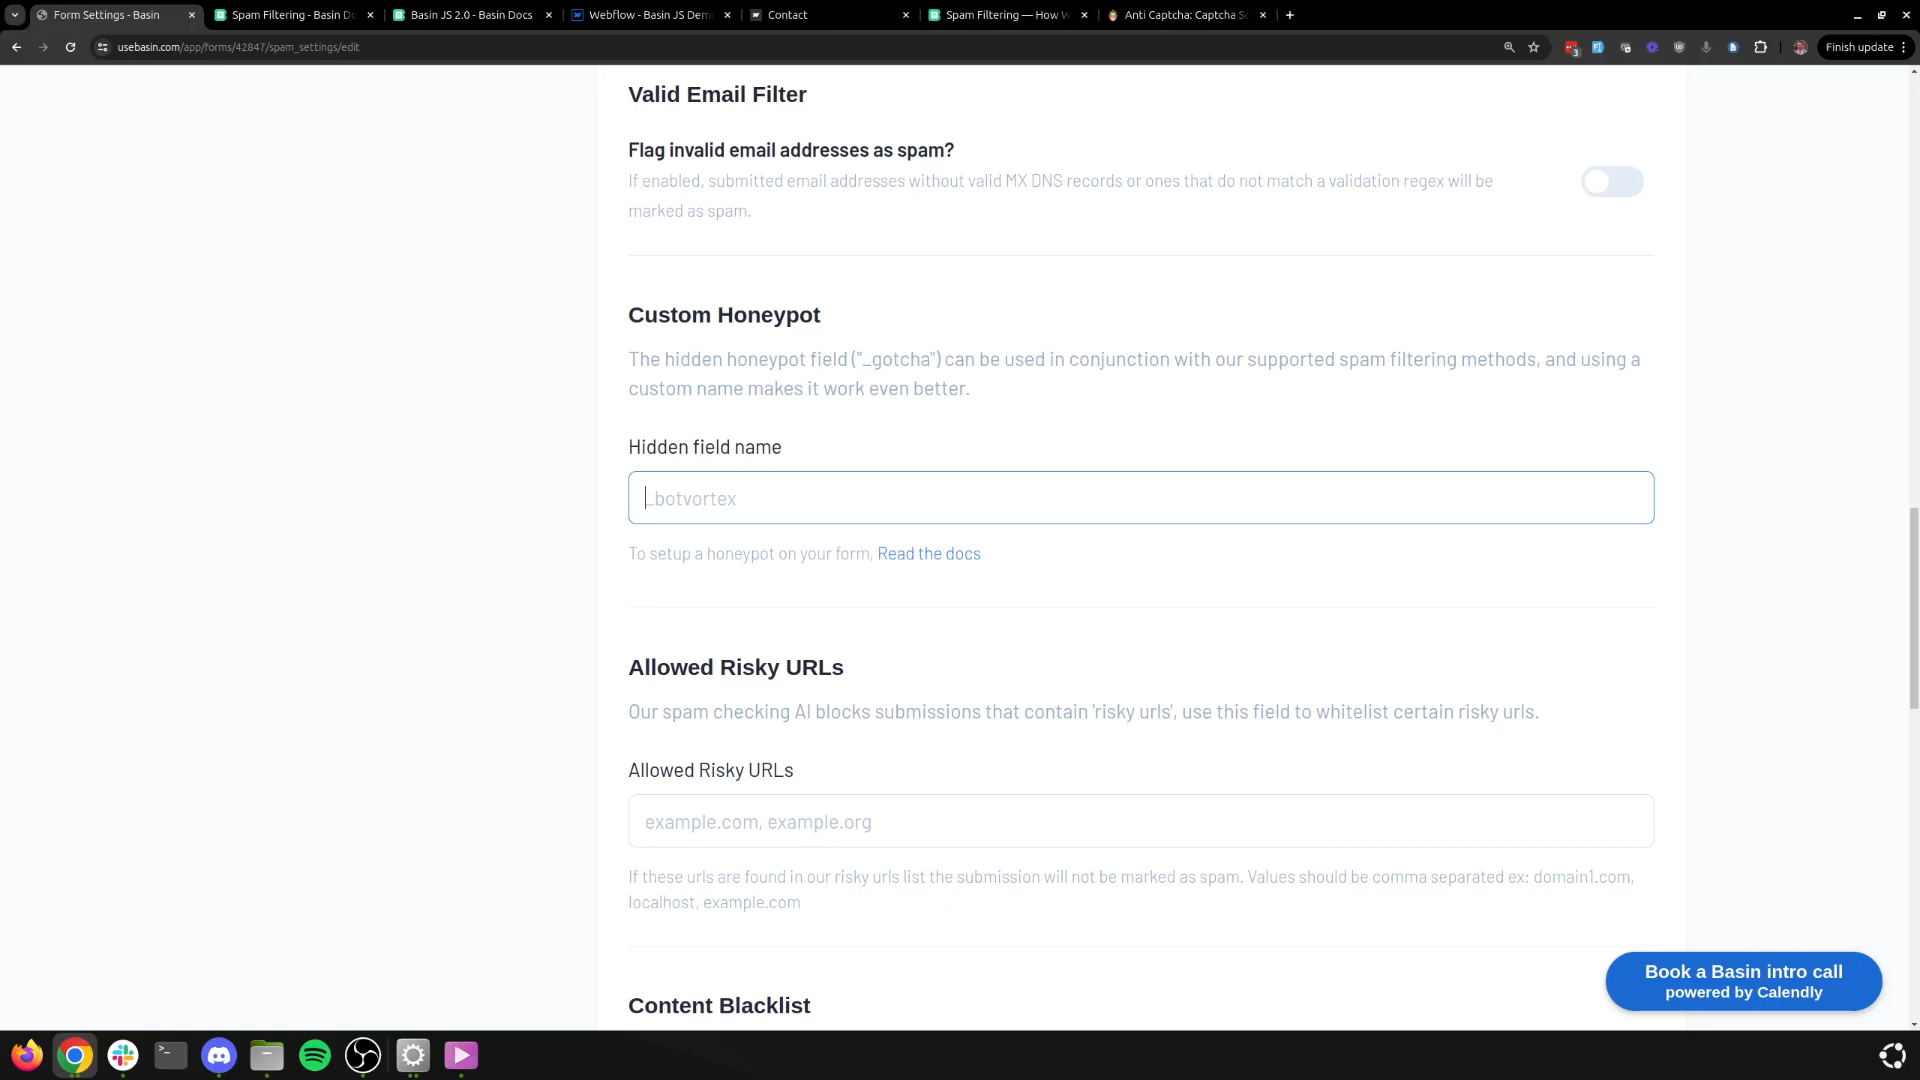 Form Settings - Basin
Spam Filtering - Basin Do
Basin JS 2.0 - Basin Docs
Webflow - Basin JS Dem
Contact
Spam Filtering — How W
Anti Captcha: Captcha So
usebasin.com/app/forms/42847/spam_settings/edit
3
Finish update
Valid Email Filter
Flag invalid email addresses as spam?
If enabled, submitted email addresses without valid MX DNS records or ones that do not match a validation regex will be
marked as spam.
Custom Honeypot
The hidden honeypot field ("_gotcha") can be used in conjunction with our supported spam filtering methods, and using a
custom name makes it work even better.
Hidden field name
_botvortex
To setup a honeypot on your form, Read the docs
Allowed Risky URLs
Our spam checking AI blocks submissions that contain 'risky urls', use this field to whitelist certain risky urls.
Allowed Risky URLs
example.com, example.org
If these urls are found in our risky urls list the submission will not be marked as spam. Values should be comma separated ex: domain1.com,
localhost, example.com
Book a Basin intro call
powered by Calendly
Content Blacklist